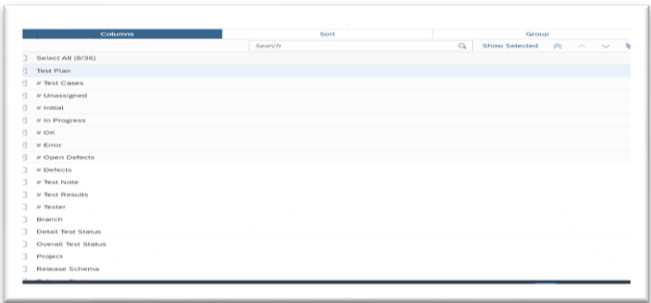 Columns Sort Group
Search Show Selected
Select All (8/36)
Test Plan
# Test Cases
# Unassigned
# Initial
# In Progress
# OK
# Error
# Open Defects
# Defects
# Test Note
# Test Results
# Tester
Branch
Detail Test Status
Overall Test Status
Project
Release Schema